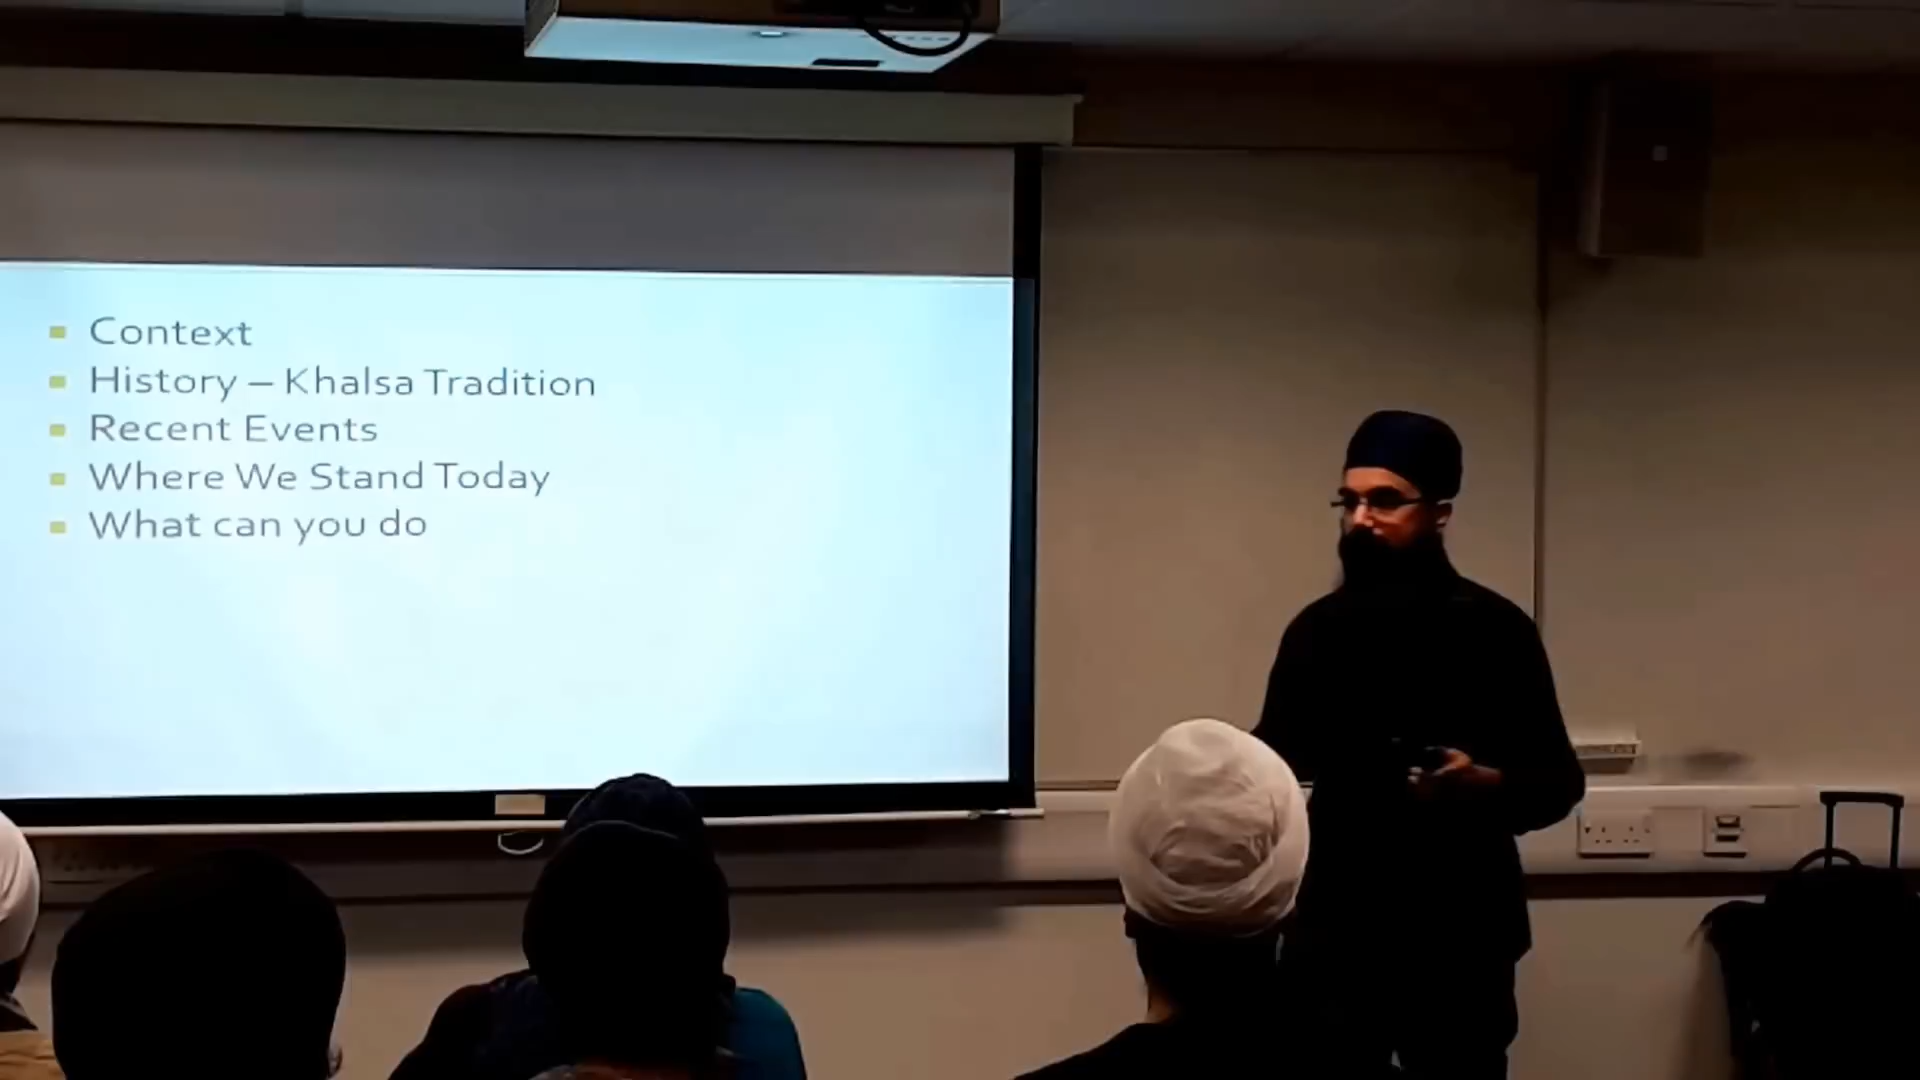 Context
History – Khalsa Tradition
Recent Events
Where We Stand Today
What can you do